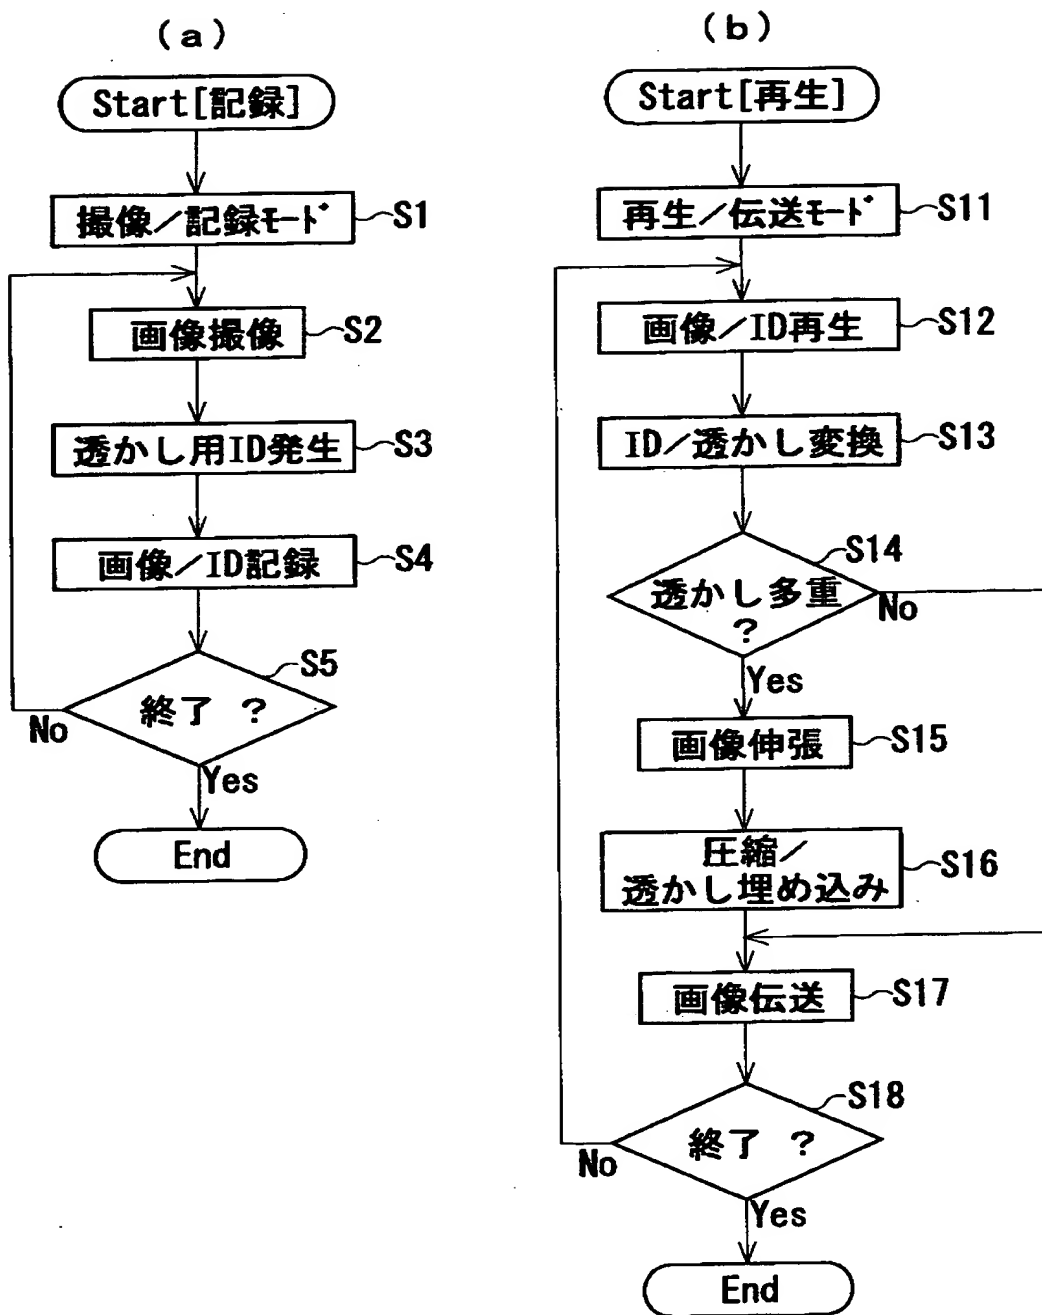 (a)
Start[記録]
撮像/記録モード
S1
画像撮像
S2
透かし用ID発生
S3
画像/ID記録
S4
S5
終了 ?
No
Yes
End
(b)
Start[再生]
再生/伝送モード
S11
画像/ID再生
S12
ID/透かし変換
S13
S14
透かし多重
?
No
Yes
画像伸張
S15
圧縮/
透かし埋め込み
S16
画像伝送
S17
S18
終了 ?
No
Yes
End